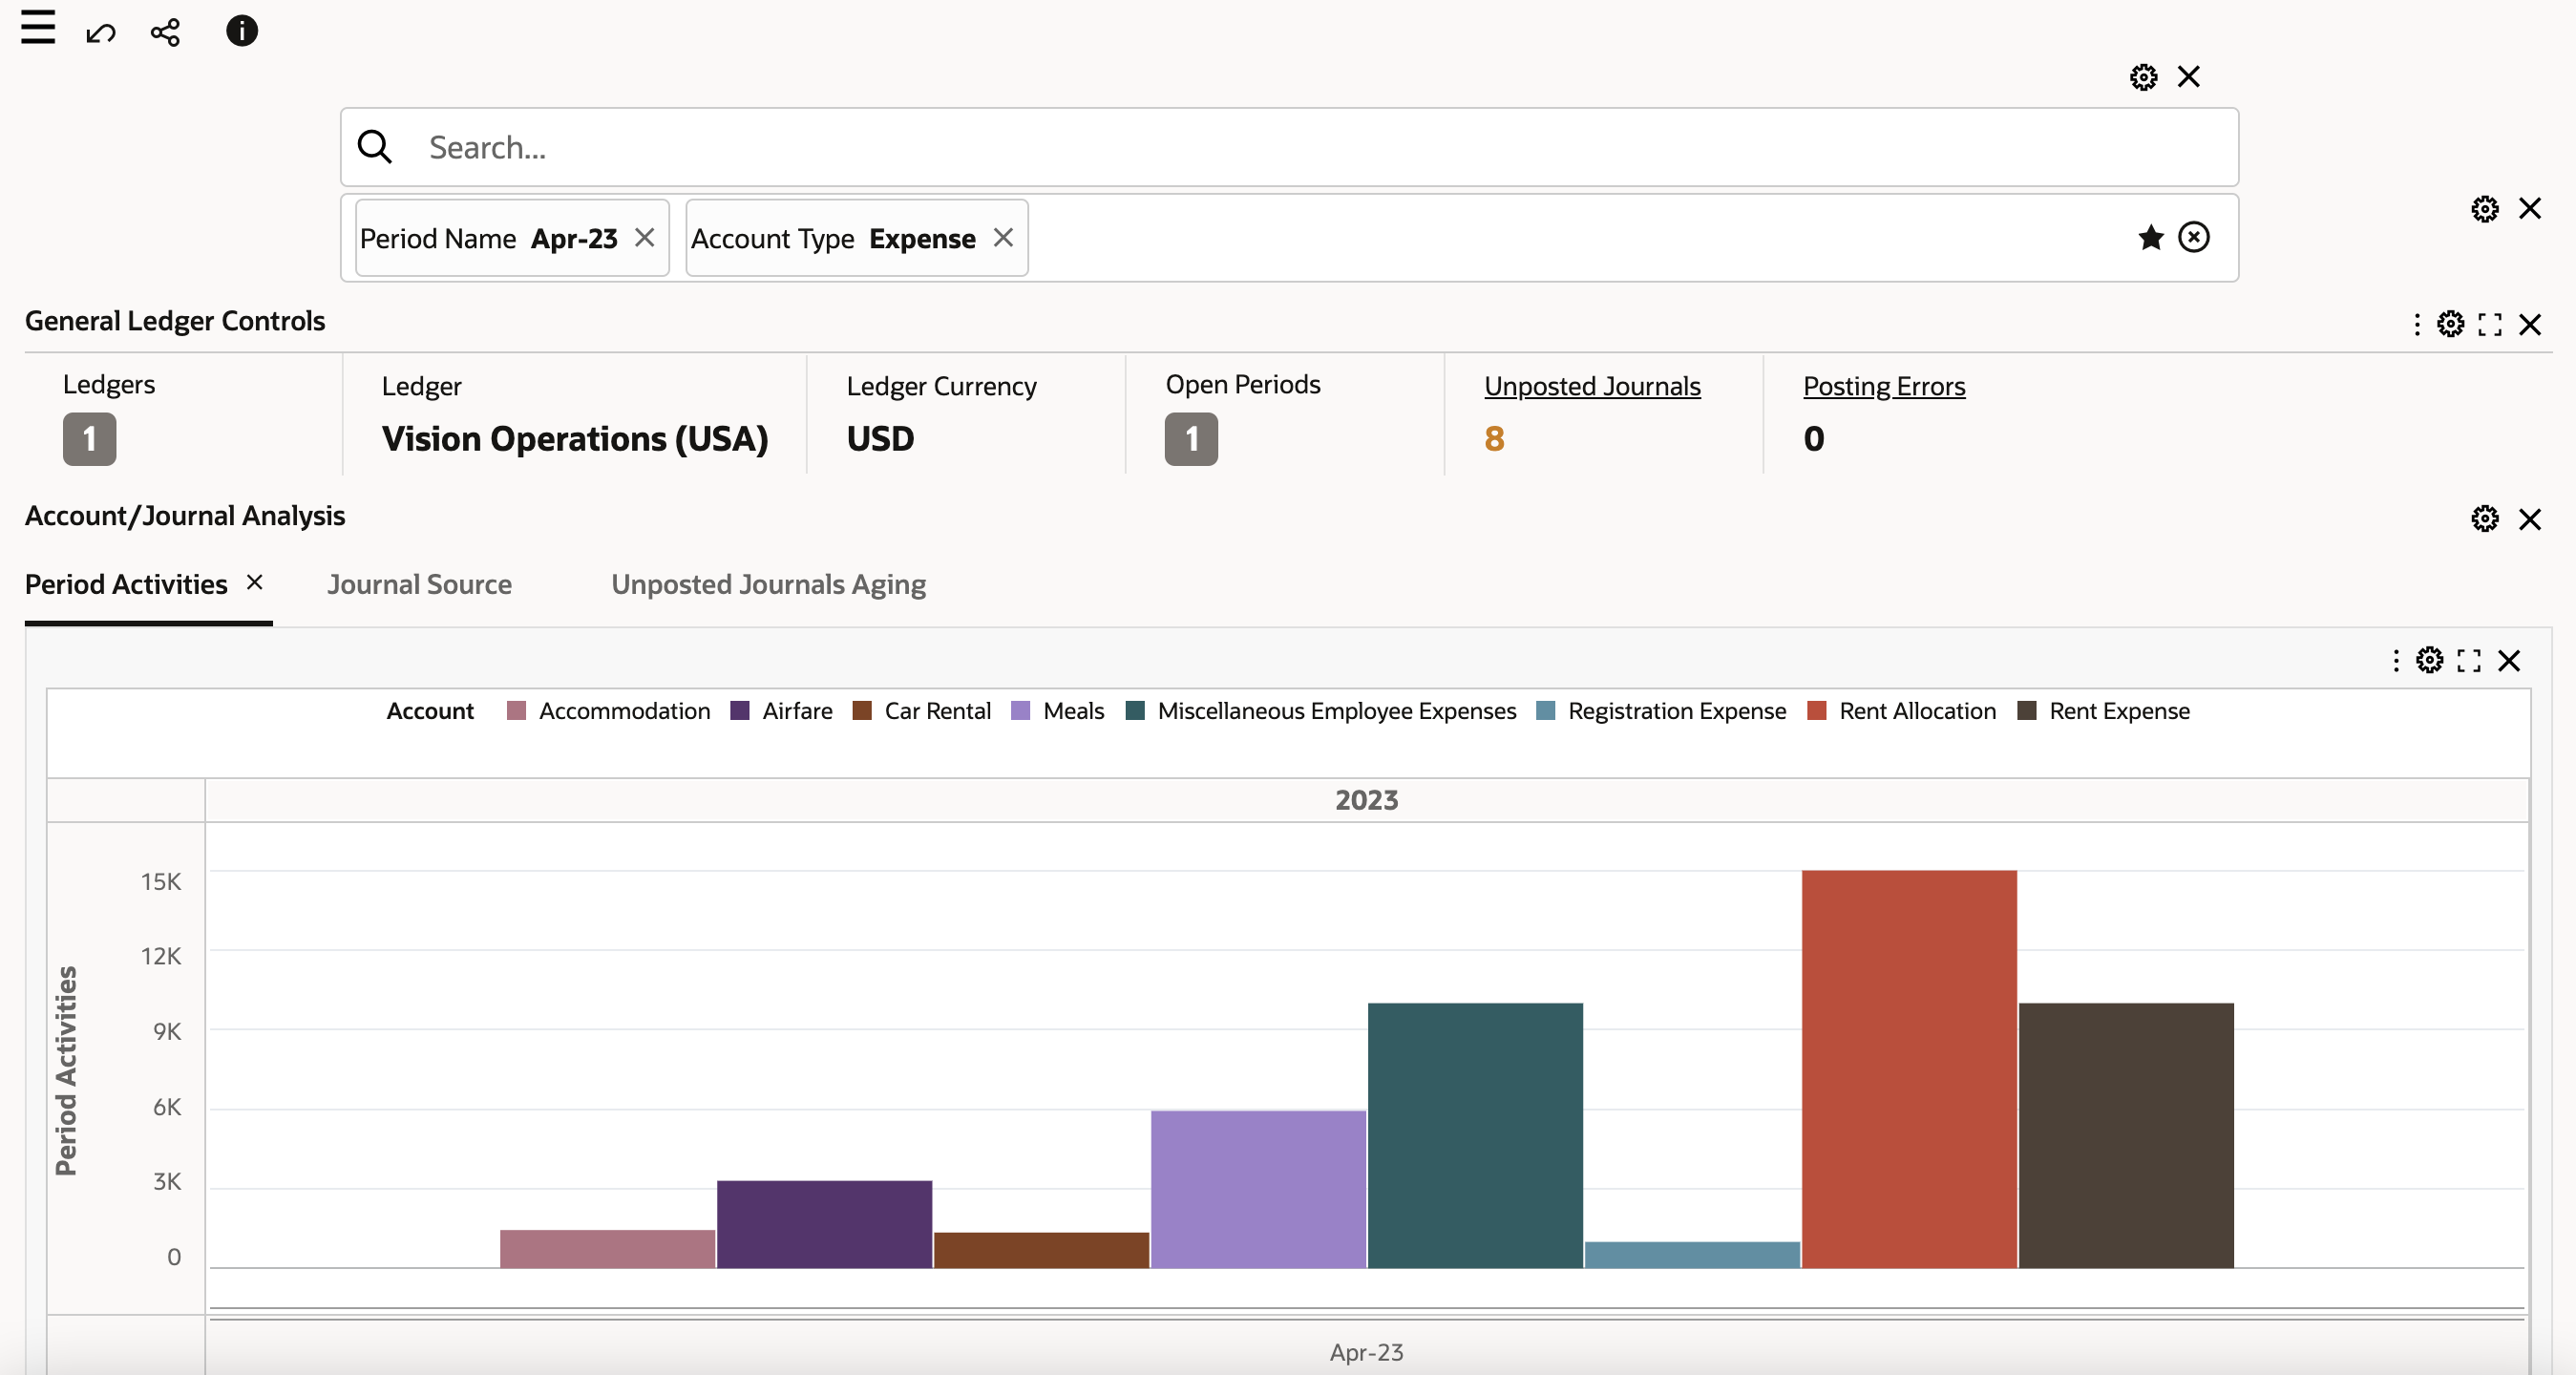 Search...
Period Name Apr-23 Account Type Expense
General Ledger Controls
Ledgers Ledger Ledger Currency Open Periods Unposted Journals Posting Errors
1 Vision Operations (USA) USD 1 8 0
Account/Journal Analysis
Period Activities Journal Source Unposted Journals Aging
Account Accommodation Airfare Car Rental Meals Miscellaneous Employee Expenses Registration Expense Rent Allocation Rent Expense
2023
15K
12K
9K
6K
3K
0
Period Activities
Apr-23